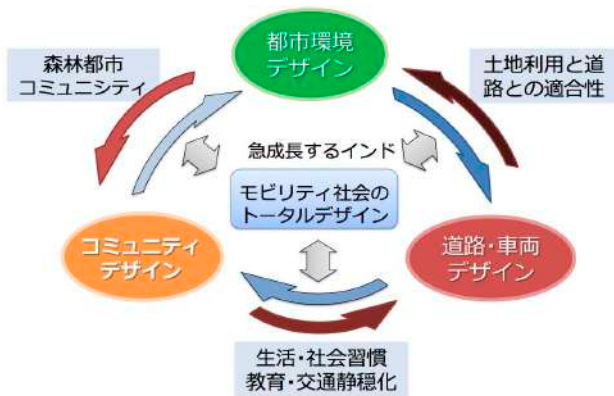 都市環境
デザイン
森林都市
コミュニシティ
土地利用と道
路との適合性
急成長するインド
モビリティ社会の
トータルデザイン
コミュニティ
デザイン
道路・車両
デザイン
生活・社会習慣
教育・交通静穏化